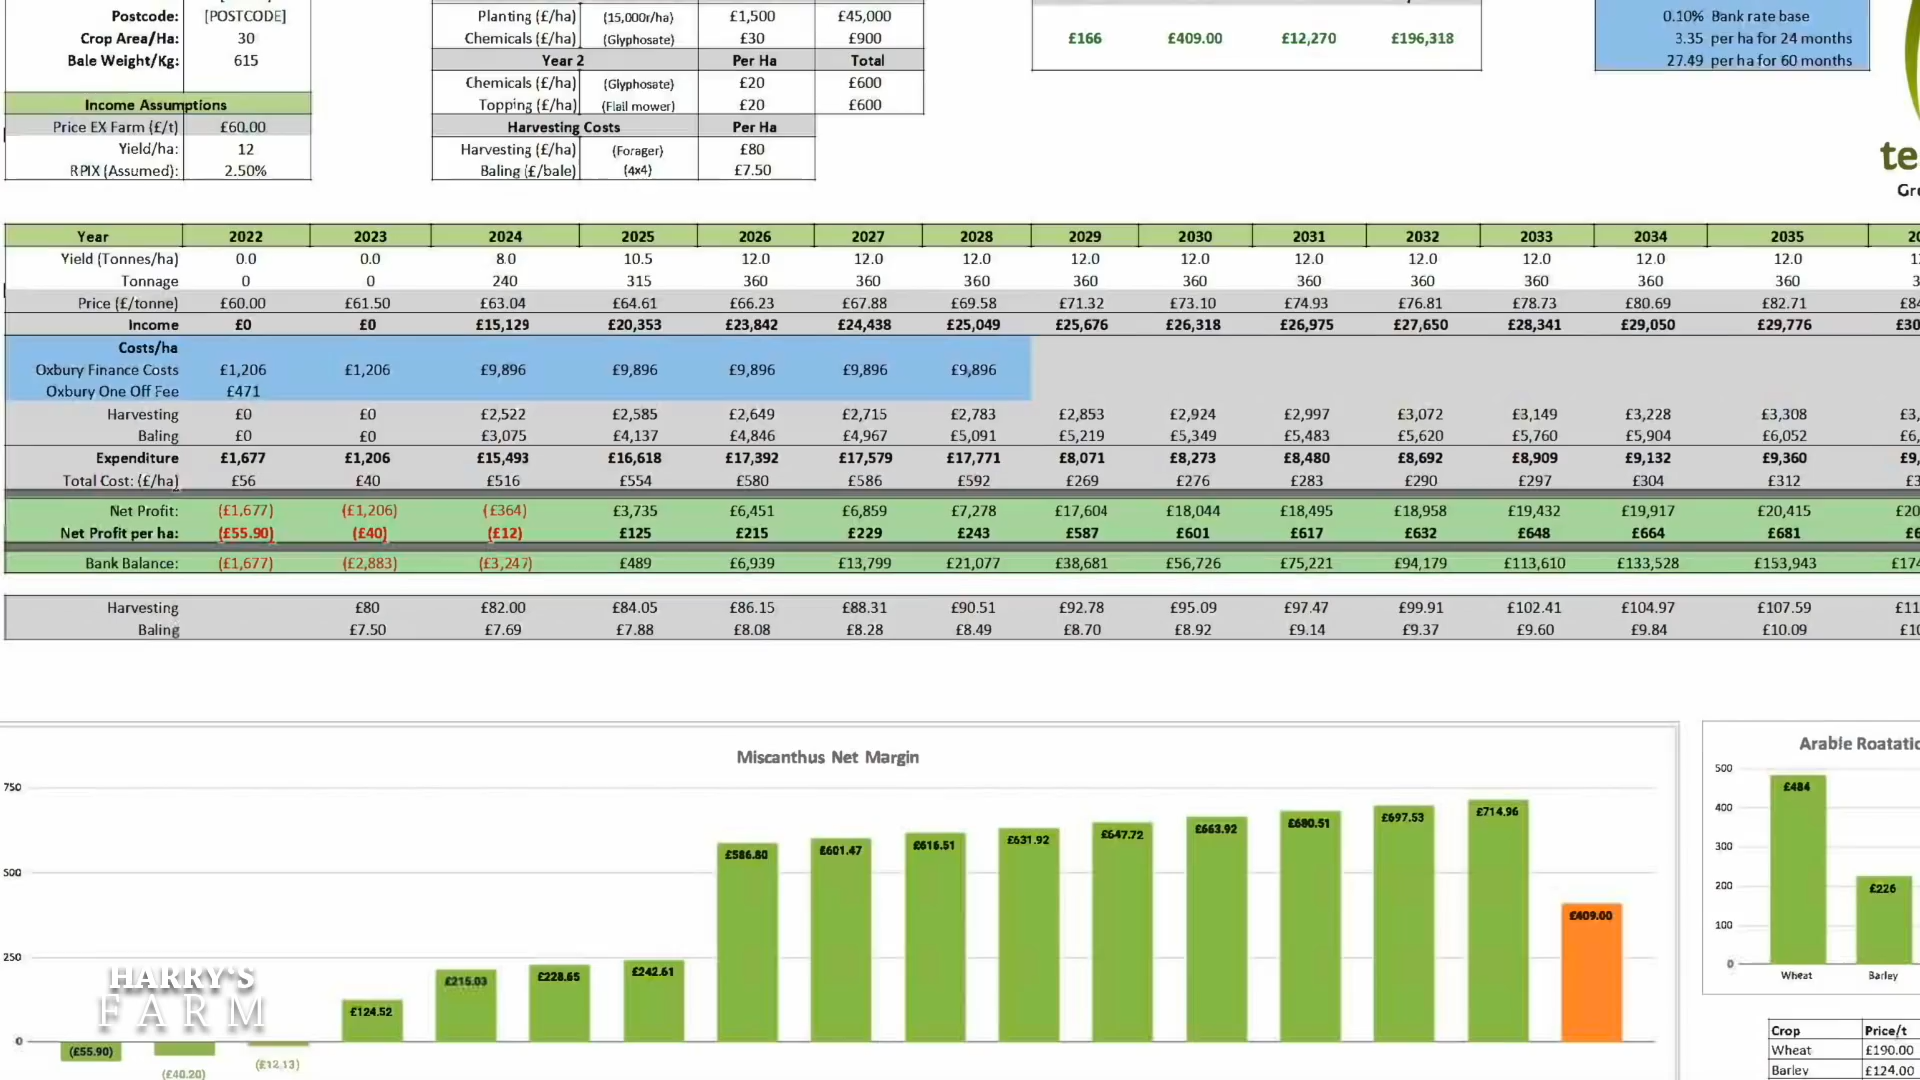 Postcode: [POSTCODE] Planting (£/ha) (15,000r/ha) £1,500 £45,000 0.10% Bank rate base
Crop Area/Ha: 30 Chemicals (£/ha) (Glyphosate) £30 £900 £166 £409.00 £12,270 £196,318 3.35 per ha for 24 months
Bale Weight/Kg: 615 Year 2 Per Ha Total 27.49 per ha for 60 months
Chemicals (£/ha) (Glyphosate) £20 £600
Income Assumptions Topping (£/ha) (Flail mower) £20 £600
Price EX Farm (£/t) £60.00 Harvesting Costs Per Ha
Yield/ha: 12 Harvesting (£/ha) (Forager) £80
RPIX (Assumed): 2.50% Baling (£/bale) (4x4) £7.50
te
Gr
Year 2022 2023 2024 2025 2026 2027 2028 2029 2030 2031 2032 2033 2034 2035 20
Yield (Tonnes/ha) 0.0 0.0 8.0 10.5 12.0 12.0 12.0 12.0 12.0 12.0 12.0 12.0 12.0 12.0
Tonnage 0 0 240 315 360 360 360 360 360 360 360 360 360 360
Price (£/tonne) £60.00 £61.50 £63.04 £64.61 £66.23 £67.88 £69.58 £71.32 £73.10 £74.93 £76.81 £78.73 £80.69 £82.71 £84
Income £0 £0 £15,129 £20,353 £23,842 £24,438 £25,049 £25,676 £26,318 £26,975 £27,650 £28,341 £29,050 £29,776 £30
Costs/ha
Oxbury Finance Costs £1,206 £1,206 £9,896 £9,896 £9,896 £9,896 £9,896
Oxbury One Off Fee £471
Harvesting £0 £0 £2,522 £2,585 £2,649 £2,715 £2,783 £2,853 £2,924 £2,997 £3,072 £3,149 £3,228 £3,308 £3,
Baling £0 £0 £3,075 £4,137 £4,846 £4,967 £5,091 £5,219 £5,349 £5,483 £5,620 £5,760 £5,904 £6,052 £6,
Expenditure £1,677 £1,206 £15,493 £16,618 £17,392 £17,579 £17,771 £8,071 £8,273 £8,480 £8,692 £8,909 £9,132 £9,360 £9,
Total Cost: (£/ha) £56 £40 £516 £554 £580 £586 £592 £269 £276 £283 £290 £297 £304 £312 £3
Net Profit: (£1,677) (£1,206) (£364) £3,735 £6,451 £6,859 £7,278 £17,604 £18,044 £18,495 £18,958 £19,432 £19,917 £20,415 £20
Net Profit per ha: (£55.90) (£40) (£12) £125 £215 £229 £243 £587 £601 £617 £632 £648 £664 £681 £6
Bank Balance: (£1,677) (£2,883) (£3,247) £489 £6,939 £13,799 £21,077 £38,681 £56,726 £75,221 £94,179 £113,610 £133,528 £153,943 £174
Harvesting £80 £82.00 £84.05 £86.15 £88.31 £90.51 £92.78 £95.09 £97.47 £99.91 £102.41 £104.97 £107.59 £11
Baling £7.50 £7.69 £7.88 £8.08 £8.28 £8.49 £8.70 £8.92 £9.14 £9.37 £9.60 £9.84 £10.09 £10
Miscanthus Net Margin
750
500
250
0
(£55.90) (£40.20) (£12.13) £124.52 £215.03 £228.65 £242.61 £586.80 £601.47 £616.51 £631.92 £647.72 £663.92 £680.51 £697.53 £714.96 £409.00
HARRY'S
FARM
Arable Roatatic
500
400
300
200
100
0
£484 £226
Wheat Barley
Crop Price/t
Wheat £190.00
Barley £124.00